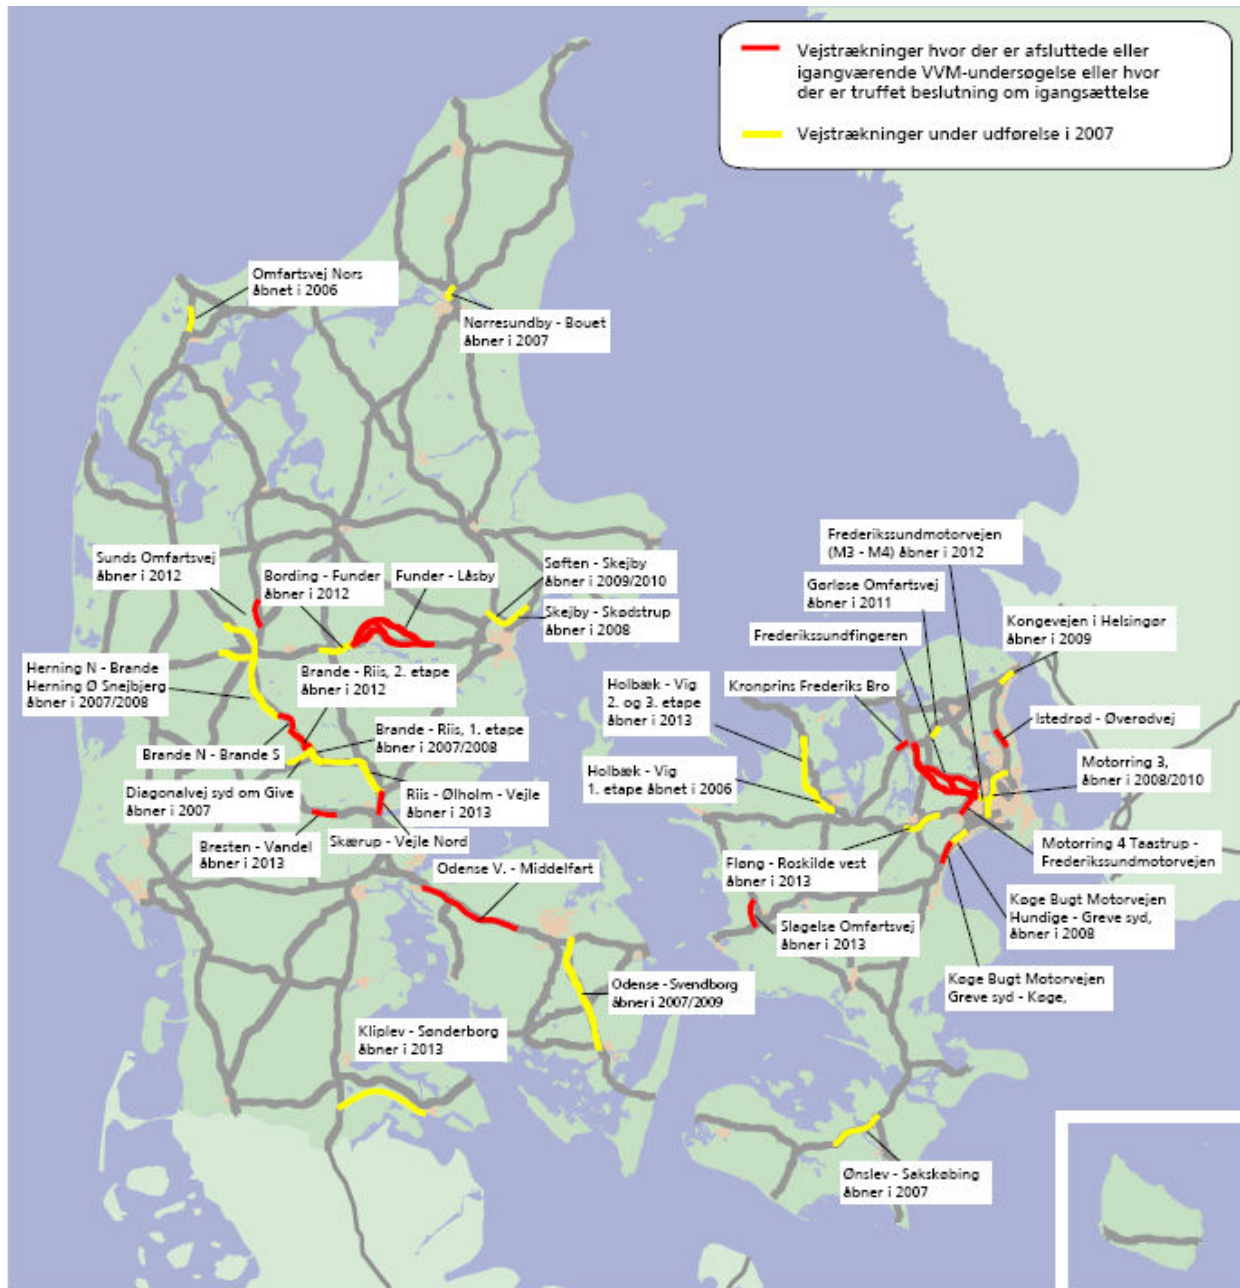 Vejstrækninger hvor der er afsluttede eller
igangværende VVM-undersøgelse eller hvor
der er truffet beslutning om igangsættelse
Vejstrækninger under udførelse i 2007
Omfartsvej Nors
åbnet i 2006
Nørresundby - Bouet
åbner i 2007
Sunds Omfartsvej
åbner i 2012
Bording - Funder
åbner i 2012
Funder - Låsby
Søften - Skejby
åbner i 2009/2010
Skejby - Skødstrup
åbner i 2008
Frederikssundmotorvejen
(M3 - M4) åbner i 2012
Gørløse Omfartsvej
åbner i 2011
Frederikssundfingeren
Kongevejen i Helsingør
åbner i 2009
Herning N - Brande
Herning Ø Snejbjerg
åbner i 2007/2008
Brande - Riis, 2. etape
åbner i 2012
Holbæk - Vig
2. og 3. etape
åbner i 2013
Kronprins Frederiks Bro
Istedrød - Øverødvej
Brande N - Brande S
Brande - Riis, 1. etape
åbner i 2007/2008
Holbæk - Vig
1. etape åbnet i 2006
Motorring 3,
åbner i 2008/2010
Diagonalvej syd om Give
åbner i 2007
Riis - Ølholm - Vejle
åbner i 2013
Bresten - Vandel
åbner i 2013
Skærup - Vejle Nord
Odense V. - Middelfart
Fløng - Roskilde vest
åbner i 2013
Motorring 4 Taastrup -
Frederikssundmotorvejen
Køge Bugt Motorvejen
Hundige - Greve syd,
åbner i 2008
Slagelse Omfartsvej
åbner i 2013
Køge Bugt Motorvejen
Greve syd - Køge,
Odense - Svendborg
åbner i 2007/2009
Kliplev - Sønderborg
åbner i 2013
Ønslev - Sakskøbing
åbner i 2007